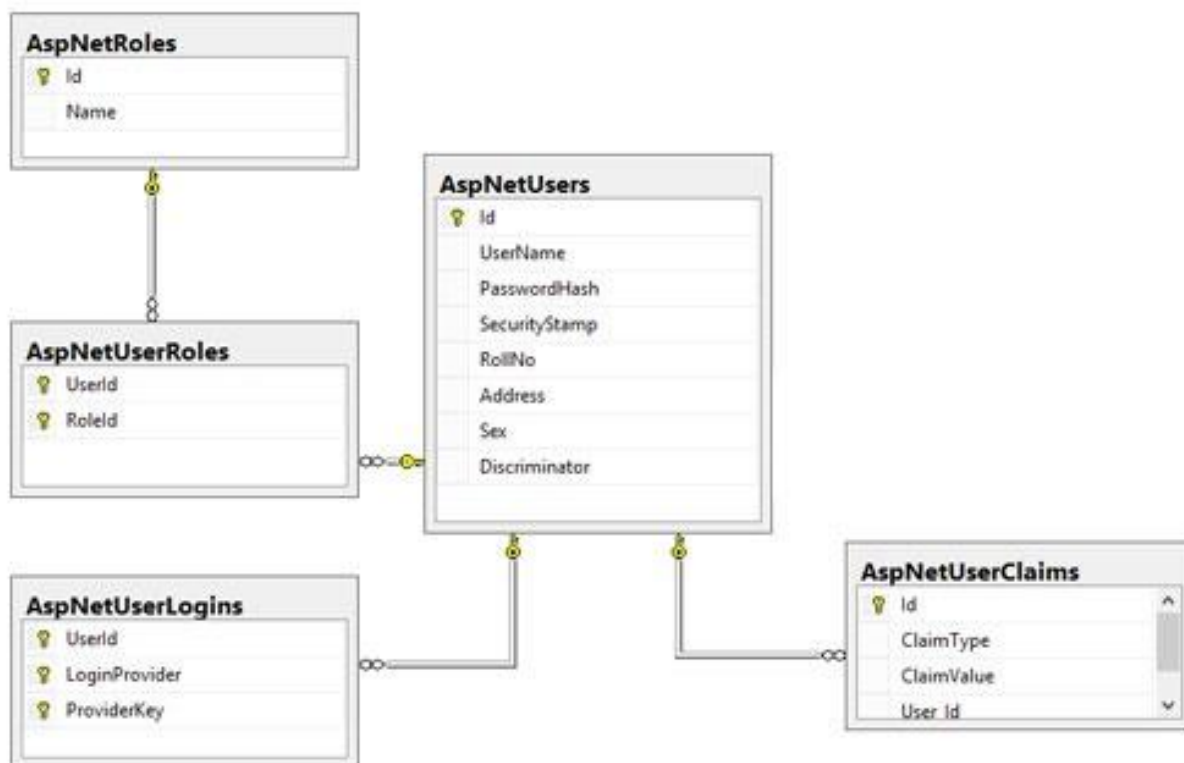 AspNetRoles
Id
Name
AspNetUserRoles
UserId
RoleId
AspNetUserLogins
UserId
LoginProvider
ProviderKey
AspNetUsers
Id
UserName
PasswordHash
SecurityStamp
RollNo
Address
Sex
Discriminator
AspNetUserClaims
Id
ClaimType
ClaimValue
User_Id